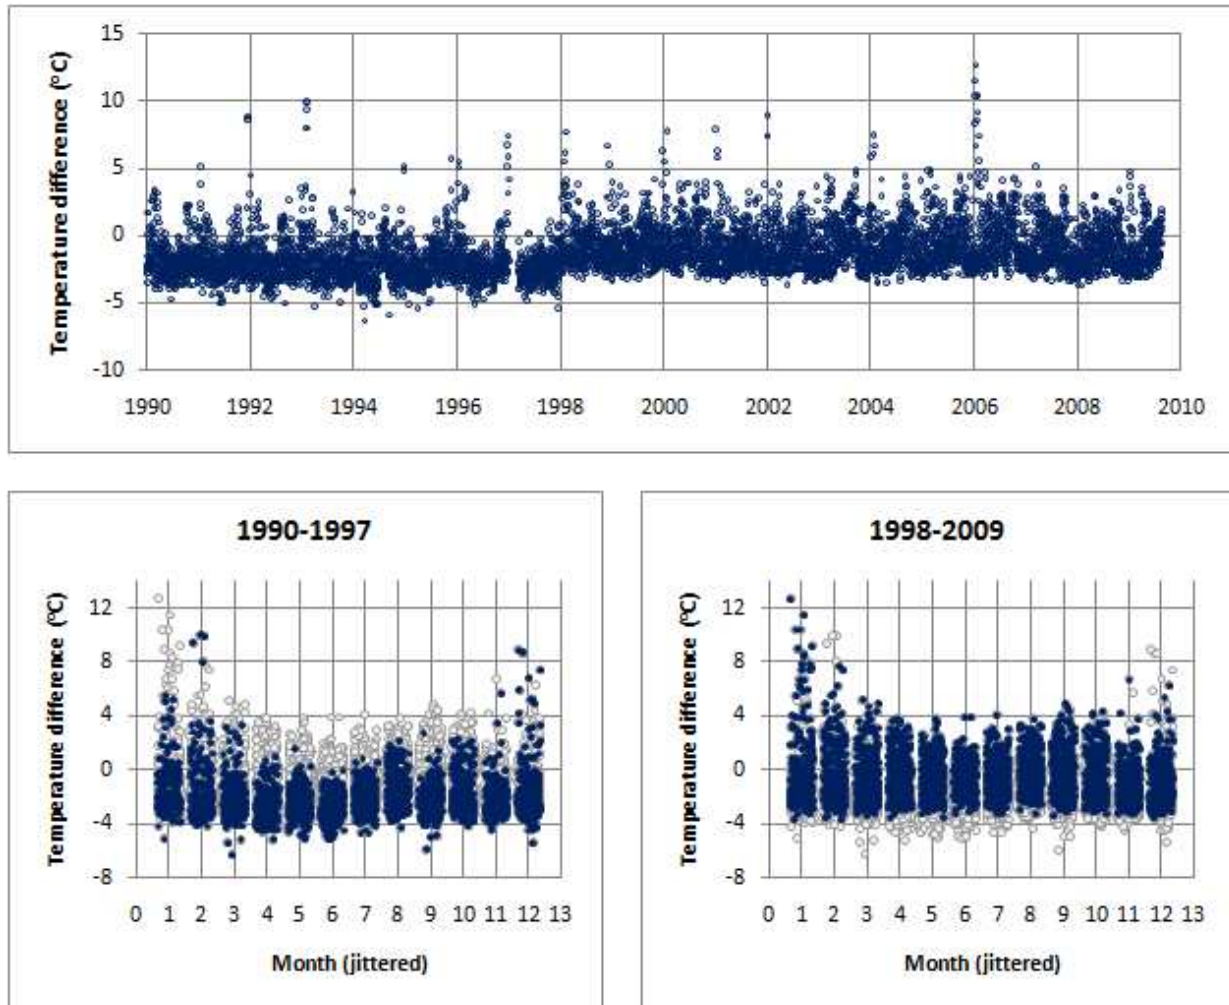 Temperature difference (°C)
15
10
5
0
-5
-10
1990 1992 1994 1996 1998 2000 2002 2004 2006 2008 2010
1990-1997
Temperature difference (°C)
12
8
4
0
-4
-8
0 1 2 3 4 5 6 7 8 9 10 11 12 13
Month (jittered)
1998-2009
Temperature difference (°C)
12
8
4
0
-4
-8
0 1 2 3 4 5 6 7 8 9 10 11 12 13
Month (jittered)